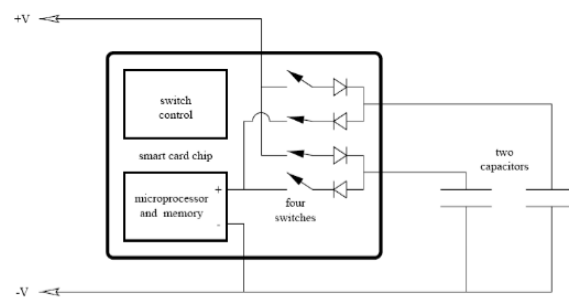 +V
switch
control
smart card chip
two
capacitors
microprocessor
and memory
+
-
four
switches
-V